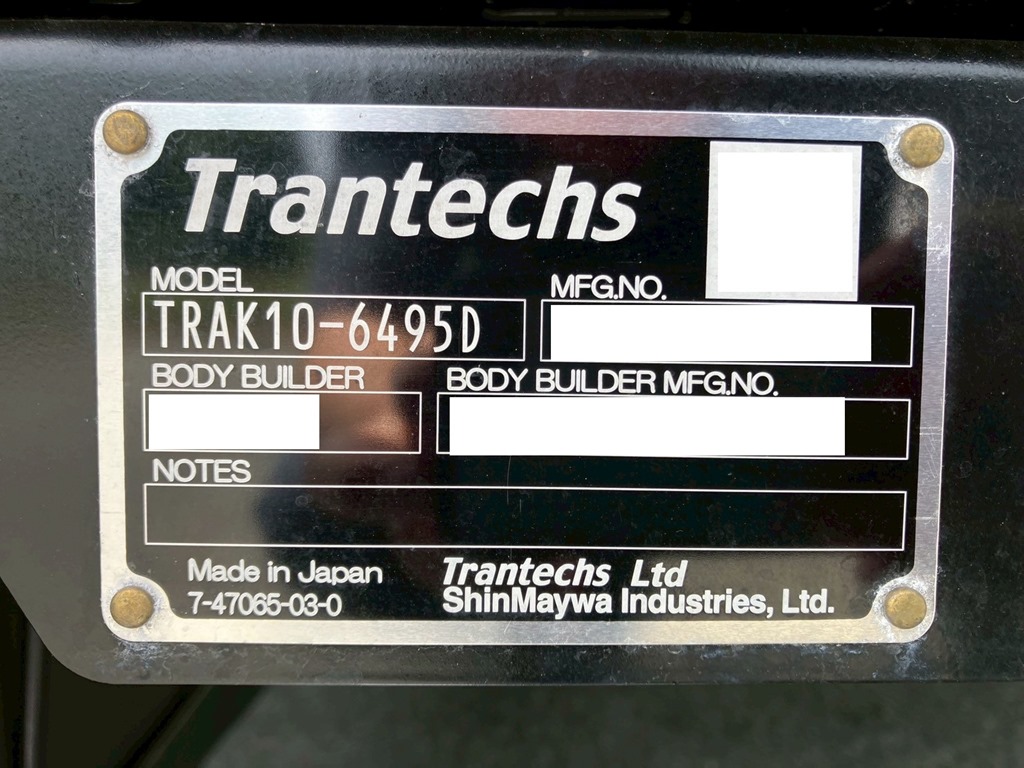 Trantechs
MODEL
MFG.NO.
TRAK10-6495D
BODY BUILDER
BODY BUILDER MFG.NO.
NOTES
Made in Japan
Trantechs Ltd
7-47065-03-0
ShinMaywa Industries, Ltd.